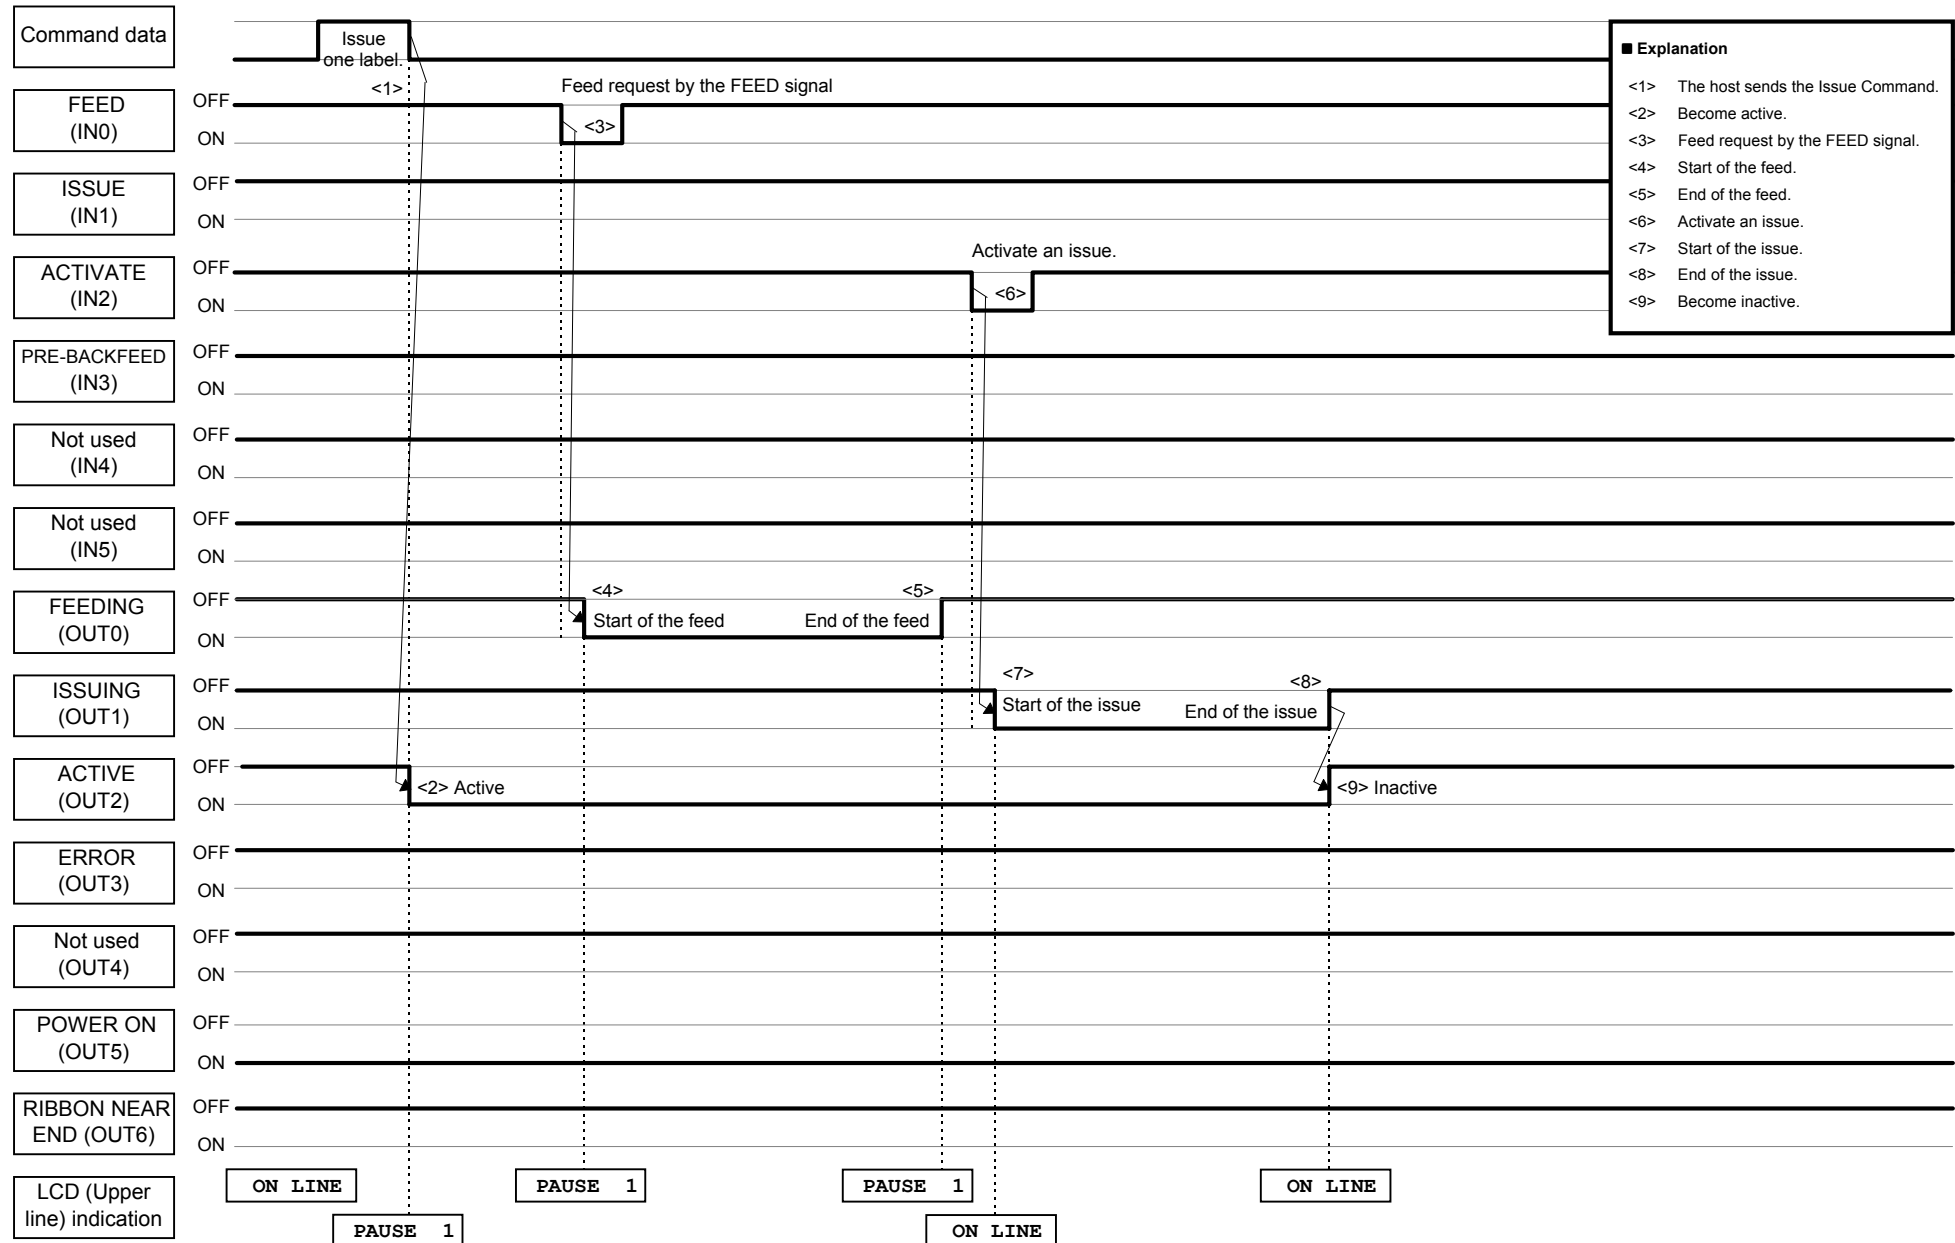 Command data
Issue
one label.
<1>
Feed request by the FEED signal
FEED
(IN0)
OFF
ON
<3>
ISSUE
(IN1)
OFF
ON
Activate an issue.
ACTIVATE
(IN2)
OFF
ON
<6>
PRE-BACKFEED
(IN3)
OFF
ON
Not used
(IN4)
OFF
ON
Not used
(IN5)
OFF
ON
FEEDING
(OUT0)
OFF
ON
<4>
<5>
Start of the feed
End of the feed
ISSUING
(OUT1)
OFF
ON
<7>
<8>
Start of the issue
End of the issue
ACTIVE
(OUT2)
OFF
ON
<2> Active
<9> Inactive
ERROR
(OUT3)
OFF
ON
Not used
(OUT4)
OFF
ON
POWER ON
(OUT5)
OFF
ON
RIBBON NEAR
END (OUT6)
OFF
ON
LCD (Upper
line) indication
ON LINE
PAUSE 1
PAUSE 1
PAUSE 1
ON LINE
ON LINE
■ Explanation
<1> The host sends the Issue Command.
<2> Become active.
<3> Feed request by the FEED signal.
<4> Start of the feed.
<5> End of the feed.
<6> Activate an issue.
<7> Start of the issue.
<8> End of the issue.
<9> Become inactive.